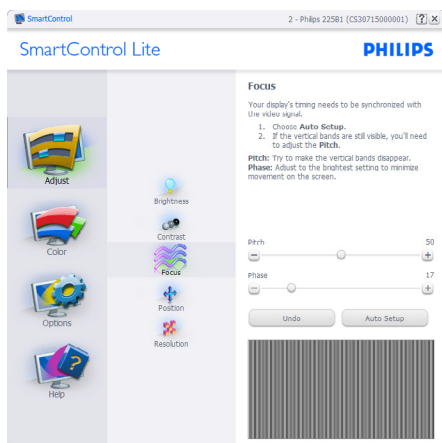 SmartControl
2 - Philips 225B1 (CS30715000001)
SmartControl Lite
PHILIPS
Adjust
Color
Options
Help
Brightness
Contrast
Focus
Position
Resolution
Focus
Your display's timing needs to be synchronized with
the video signal.
1. Choose Auto Setup.
2. If the vertical bands are still visible, you'll need
to adjust the Pitch.
Pitch: Try to make the vertical bands disappear.
Phase: Adjust to the brightest setting to minimize
movement on the screen.
Pitch 50
Phase 17
Undo
Auto Setup